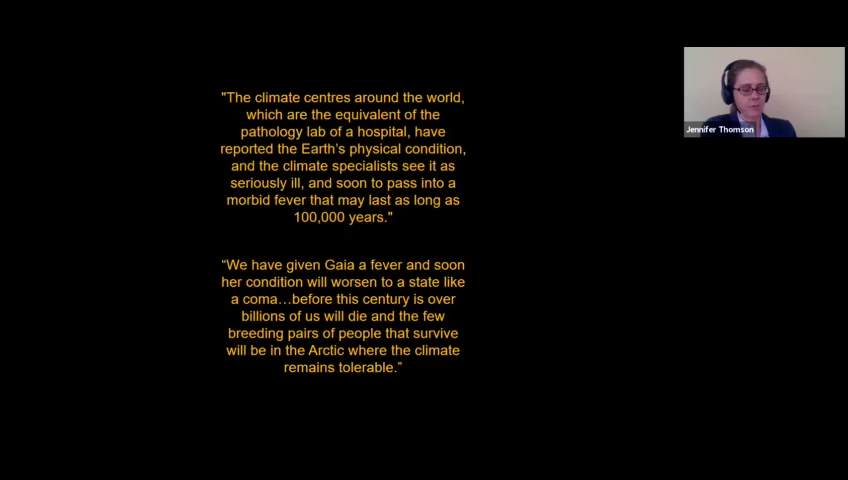 "The climate centres around the world,
which are the equivalent of the
pathology lab of a hospital, have
reported the Earth’s physical condition,
and the climate specialists see it as
seriously ill, and soon to pass into a
morbid fever that may last as long as
100,000 years."
“We have given Gaia a fever and soon
her condition will worsen to a state like
a coma…before this century is over
billions of us will die and the few
breeding pairs of people that survive
will be in the Arctic where the climate
remains tolerable.”
Jennifer Thomson